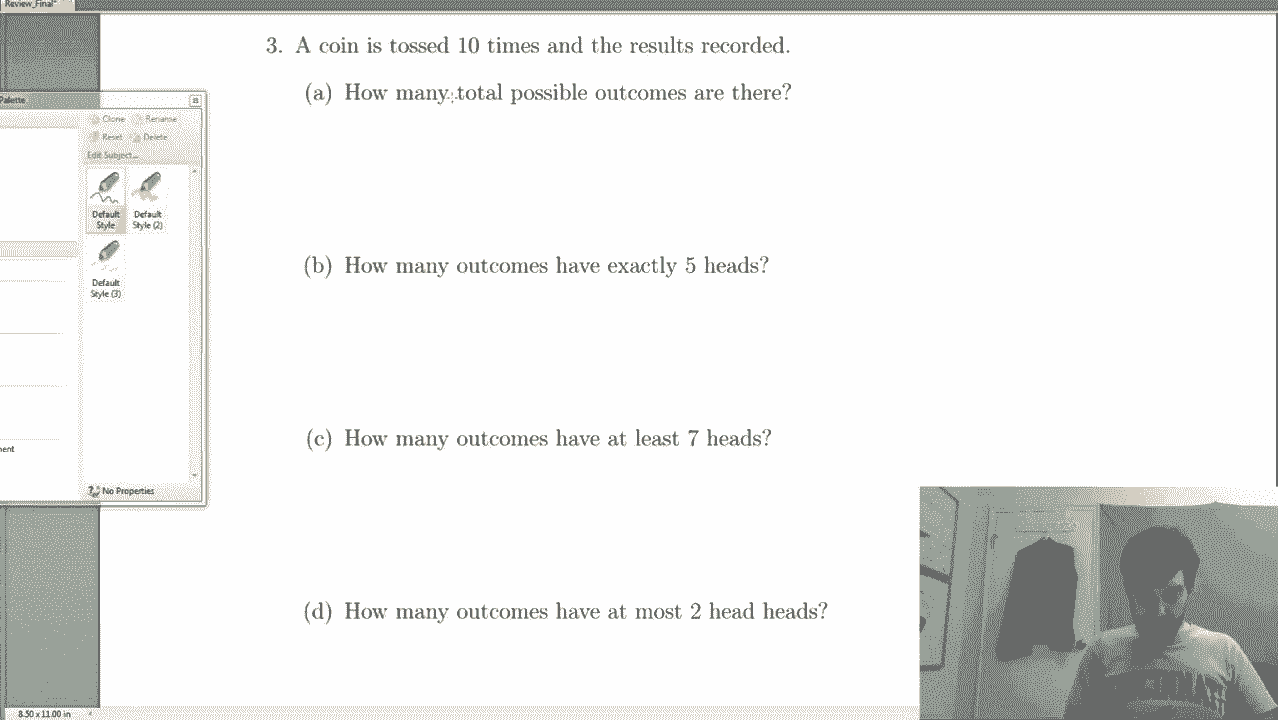 Review_Final*
3. A coin is tossed 10 times and the results recorded.
(a) How many total possible outcomes are there?
Palette
Clone Rename
Reset Delete
Edit Subject...
Default Style
Default Style (2)
Default Style (3)
(b) How many outcomes have exactly 5 heads?
(c) How many outcomes have at least 7 heads?
ment
No Properties
(d) How many outcomes have at most 2 head heads?
8.50 x 11.00 in